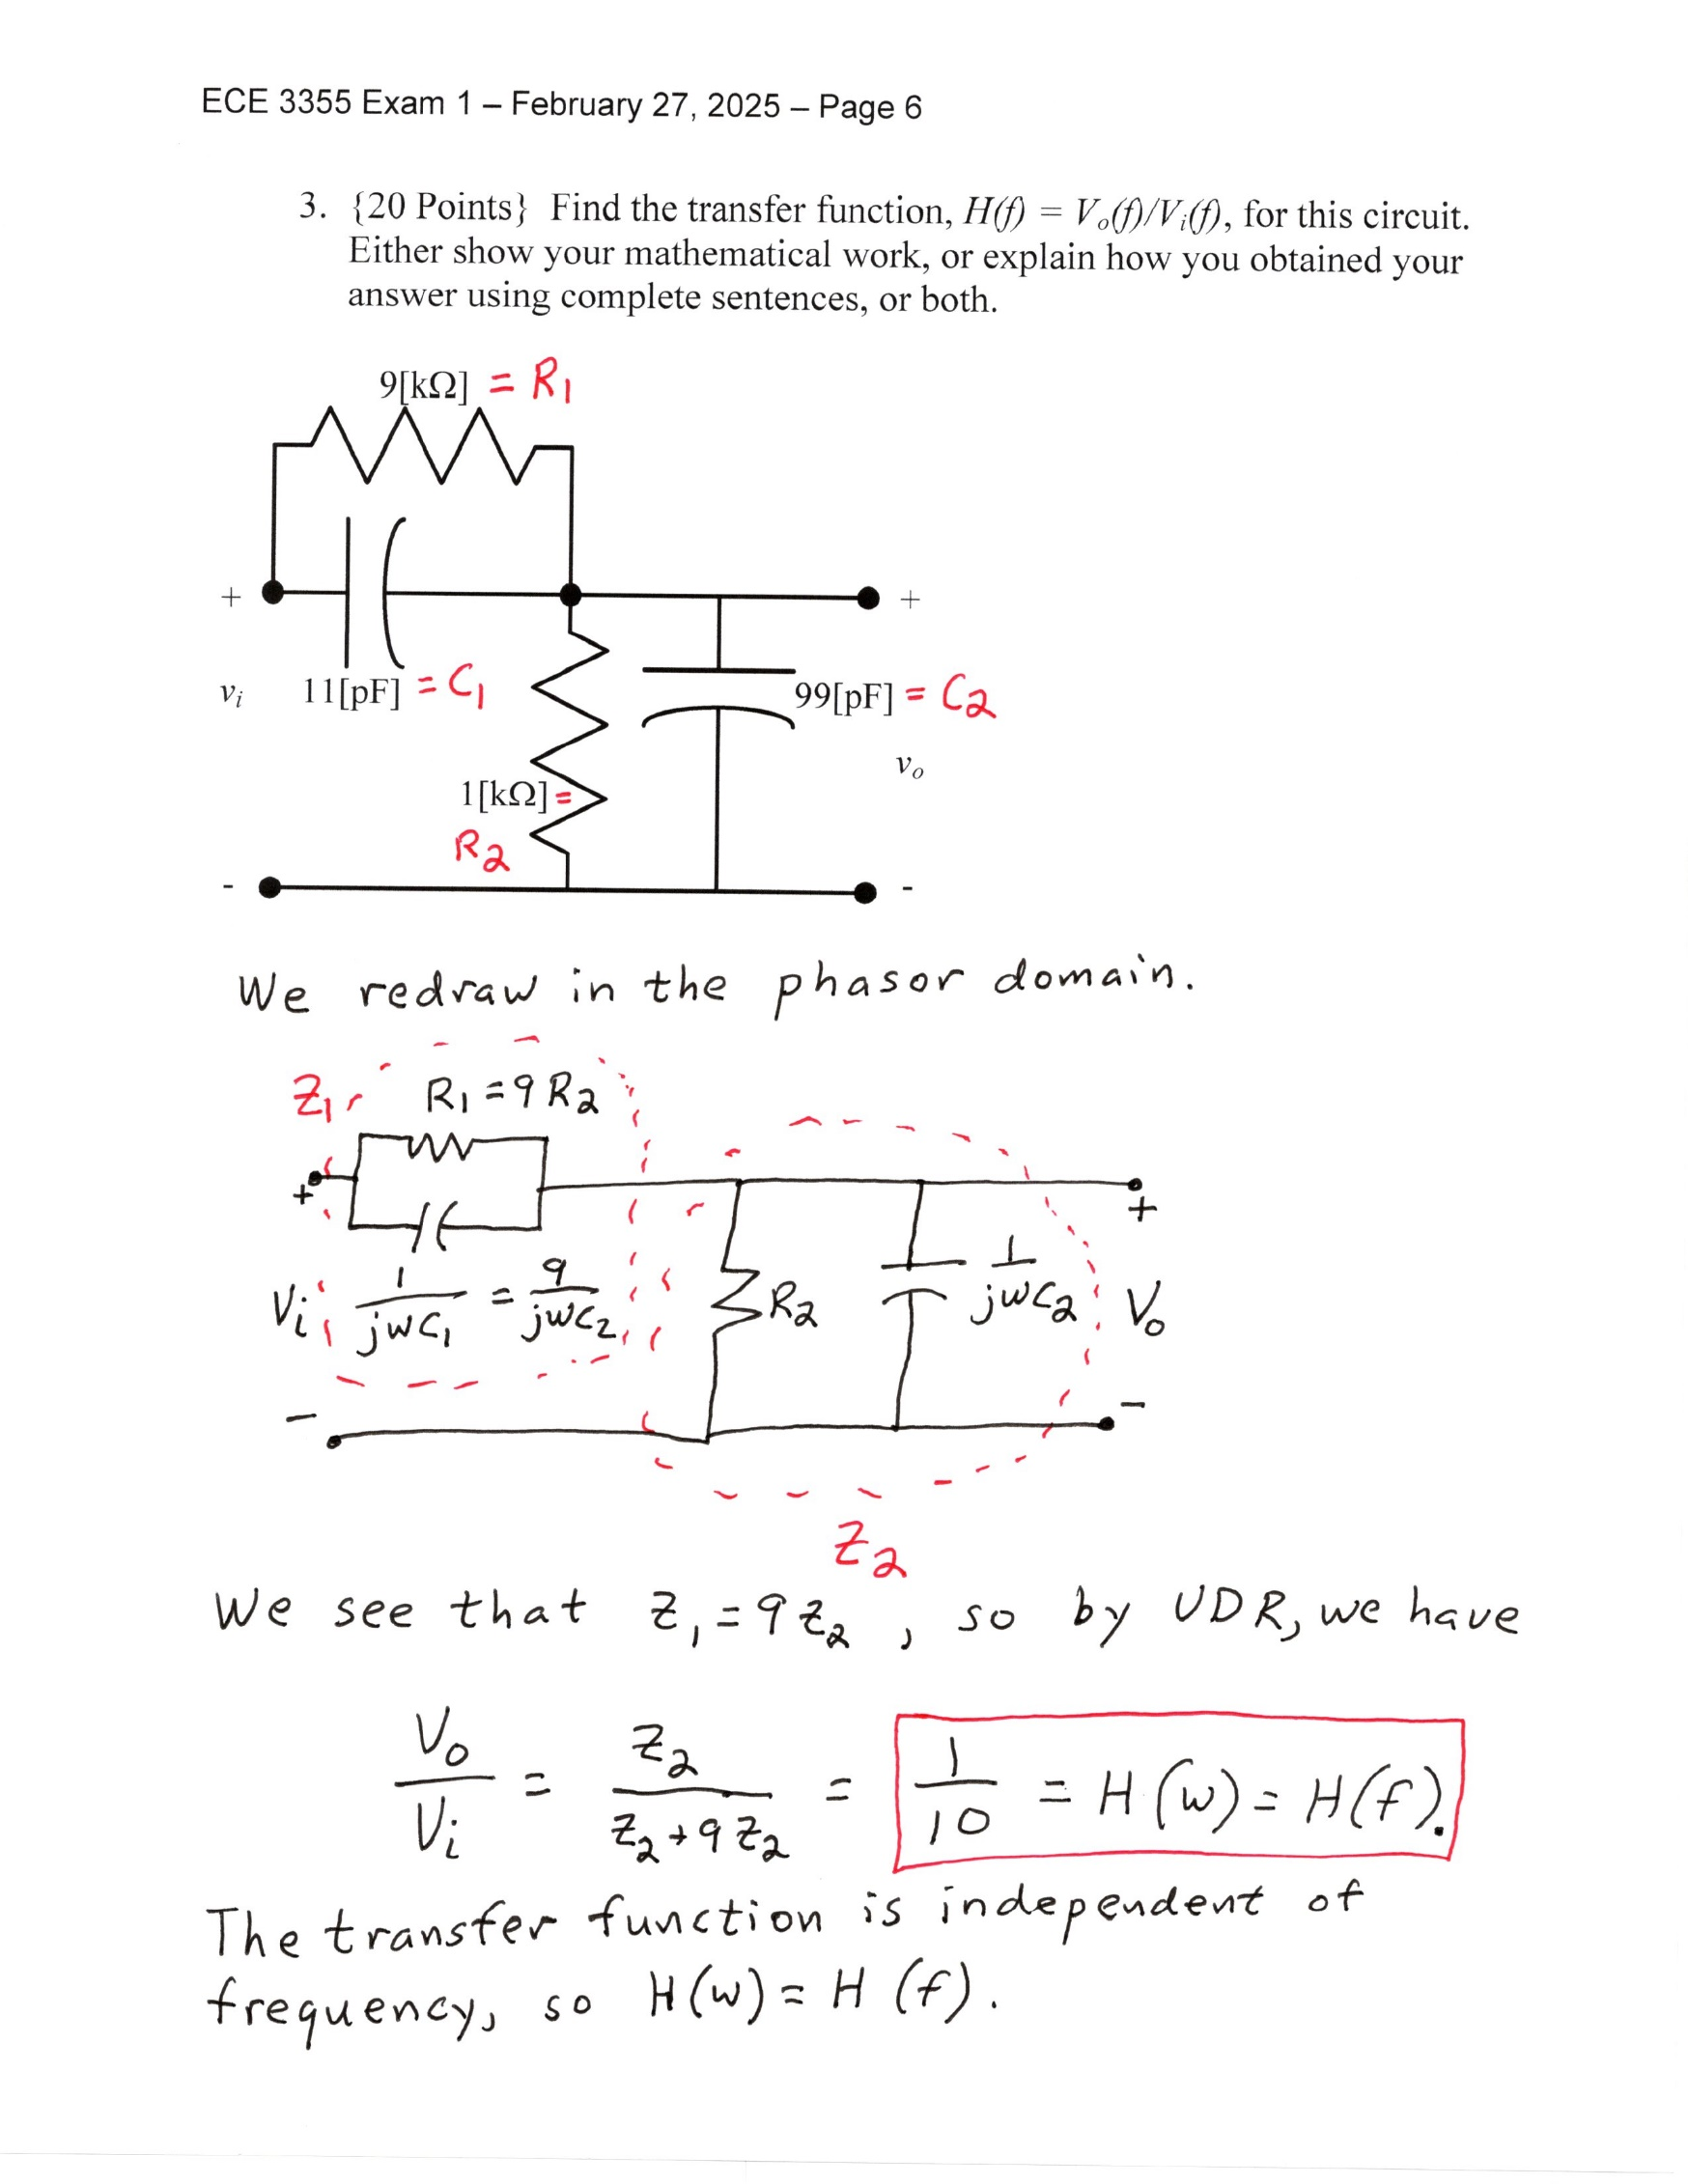 ECE 3355 Exam 1 – February 27, 2025 – Page 6
3. {20 Points} Find the transfer function, H(f) = Vo(f)/Vi(f), for this circuit.
Either show your mathematical work, or explain how you obtained your
answer using complete sentences, or both.
9[kΩ] = R1
+ +
vi 11[pF] = C1 99[pF] = C2
vo
1[kΩ] =
R2
- -
We redraw in the phasor domain.
Z1 R1 = 9 R2
+ +
Vi 1/jωC1 = 9/jωC2 R2 1/jωC2 Vo
- -
Z2
We see that Z1 = 9 Z2 , so by VDR, we have
Vo/Vi = Z2/(Z2 + 9 Z2) = 1/10 = H(ω) = H(f).
The transfer function is independent of
frequency, so H(ω) = H(f).